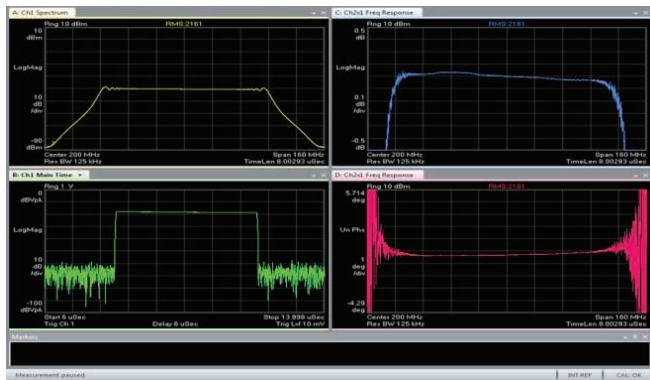 A: Ch1 Spectrum
Rng 10 dBm RMS:2161
10
dBm
LogMag
10
dB
/div
-90
dBm
Center 200 MHz Span 160 MHz
Res BW 125 kHz TimeLen 8.00293 uSec
C: Ch2x1 Freq Response
Rng 10 dBm RMS:2161
0.5
dB
LogMag
0.1
dB
/div
-0.5
dB
Center 200 MHz Span 160 MHz
Res BW 125 kHz TimeLen 8.00293 uSec
B: Ch1 Main Time
Rng 1 V
0
dBVpk
LogMag
10
dB
/div
-100
dBVpk
Start 6 uSec Stop 13.998 uSec
Trig Ch 1 Delay 6 uSec Trig Lvl 10 mV
D: Ch2x1 Freq Response
Rng 10 dBm RMS:2161
5.714
deg
Un Phs
1
deg
/div
-4.29
deg
Center 200 MHz Span 160 MHz
Res BW 125 kHz TimeLen 8.00293 uSec
Markers
Measurement paused INT REF CAL: OK